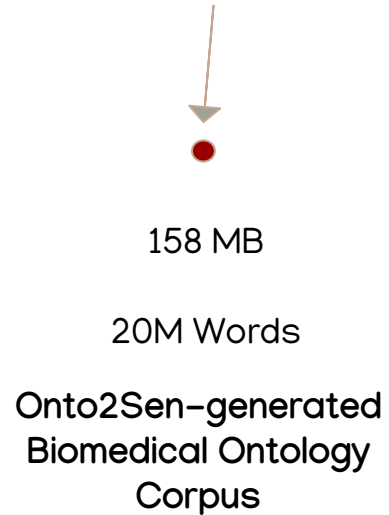 158 MB
20M Words
Onto2Sen-generated
Biomedical Ontology
Corpus